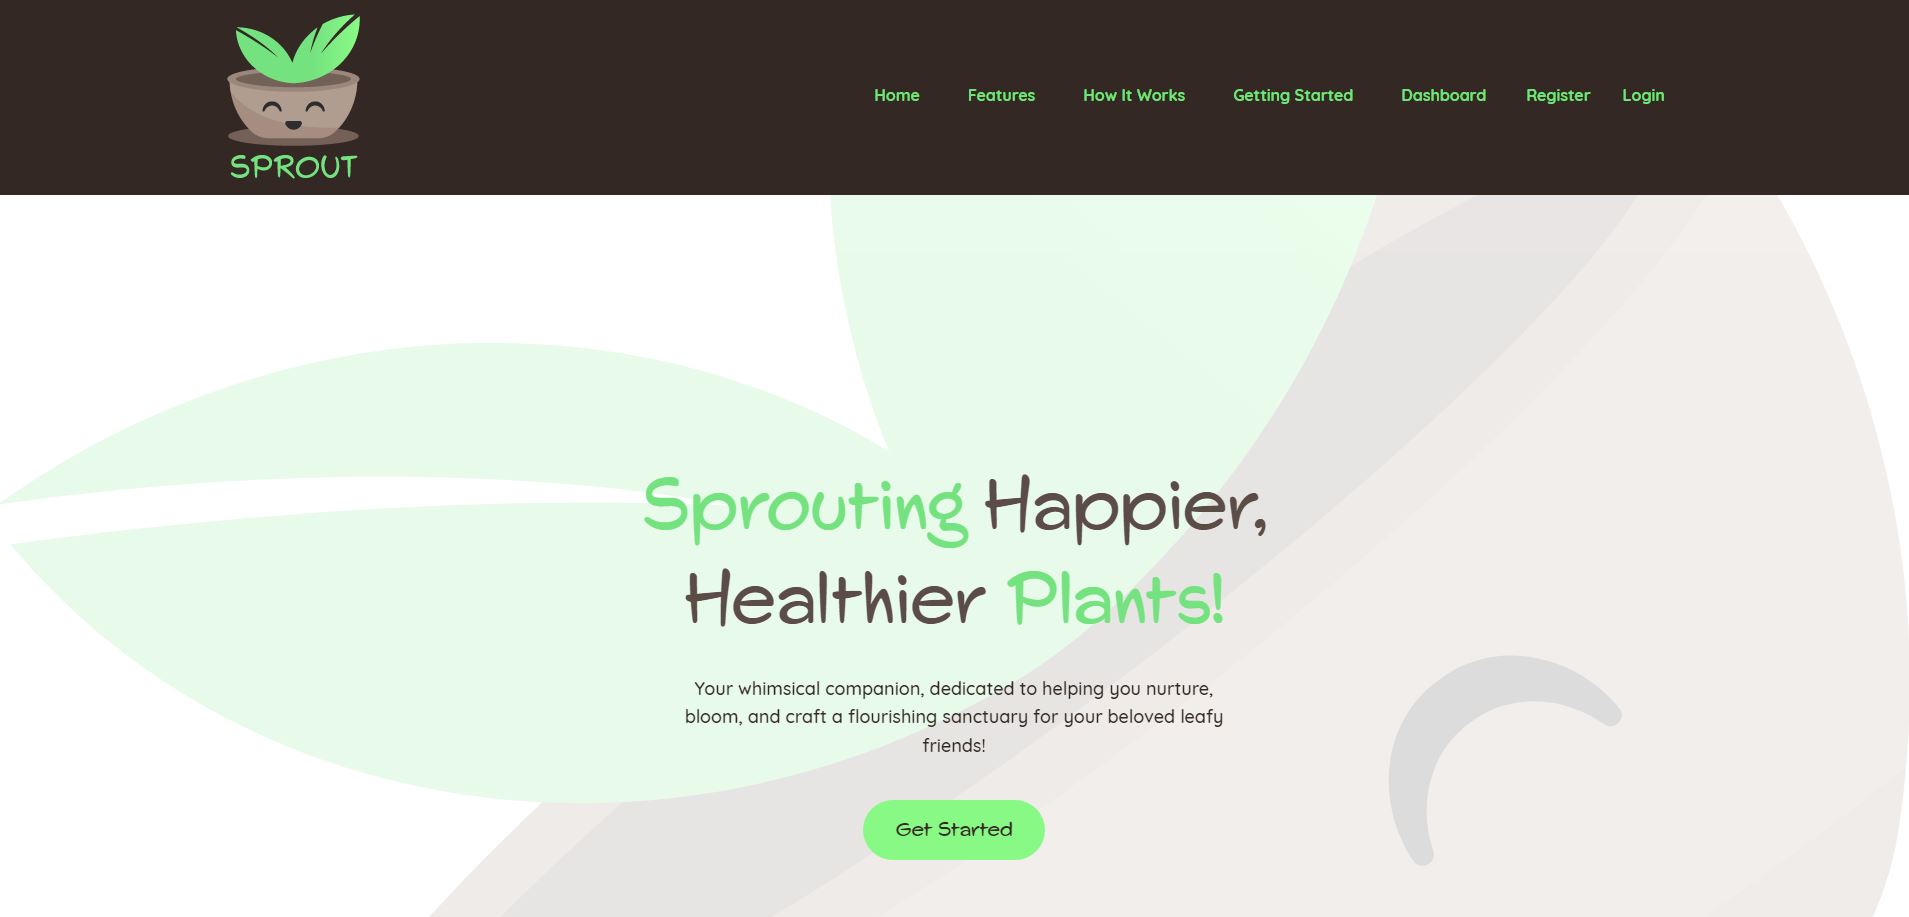 SPROUT
Home Features How It Works Getting Started Dashboard Register Login
Sprouting Happier,
Healthier Plants!
Your whimsical companion, dedicated to helping you nurture,
bloom, and craft a flourishing sanctuary for your beloved leafy
friends!
Get Started